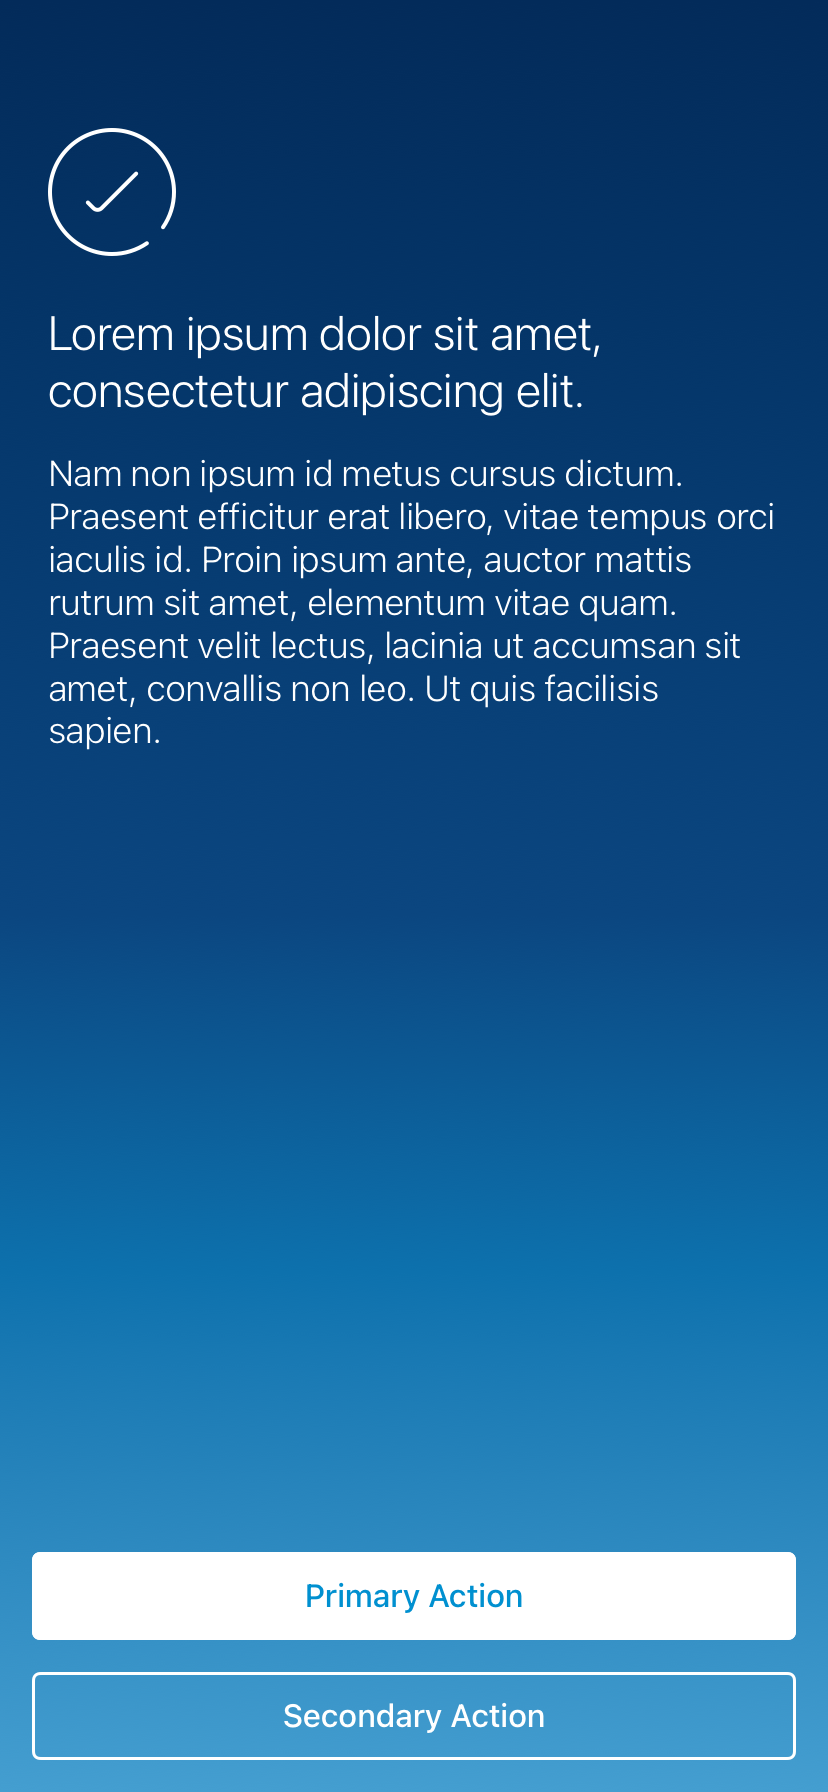 Lorem ipsum dolor sit amet,
consectetur adipiscing elit.
Nam non ipsum id metus cursus dictum.
Praesent efficitur erat libero, vitae tempus orci
iaculis id. Proin ipsum ante, auctor mattis
rutrum sit amet, elementum vitae quam.
Praesent velit lectus, lacinia ut accumsan sit
amet, convallis non leo. Ut quis facilisis
sapien.
Primary Action
Secondary Action